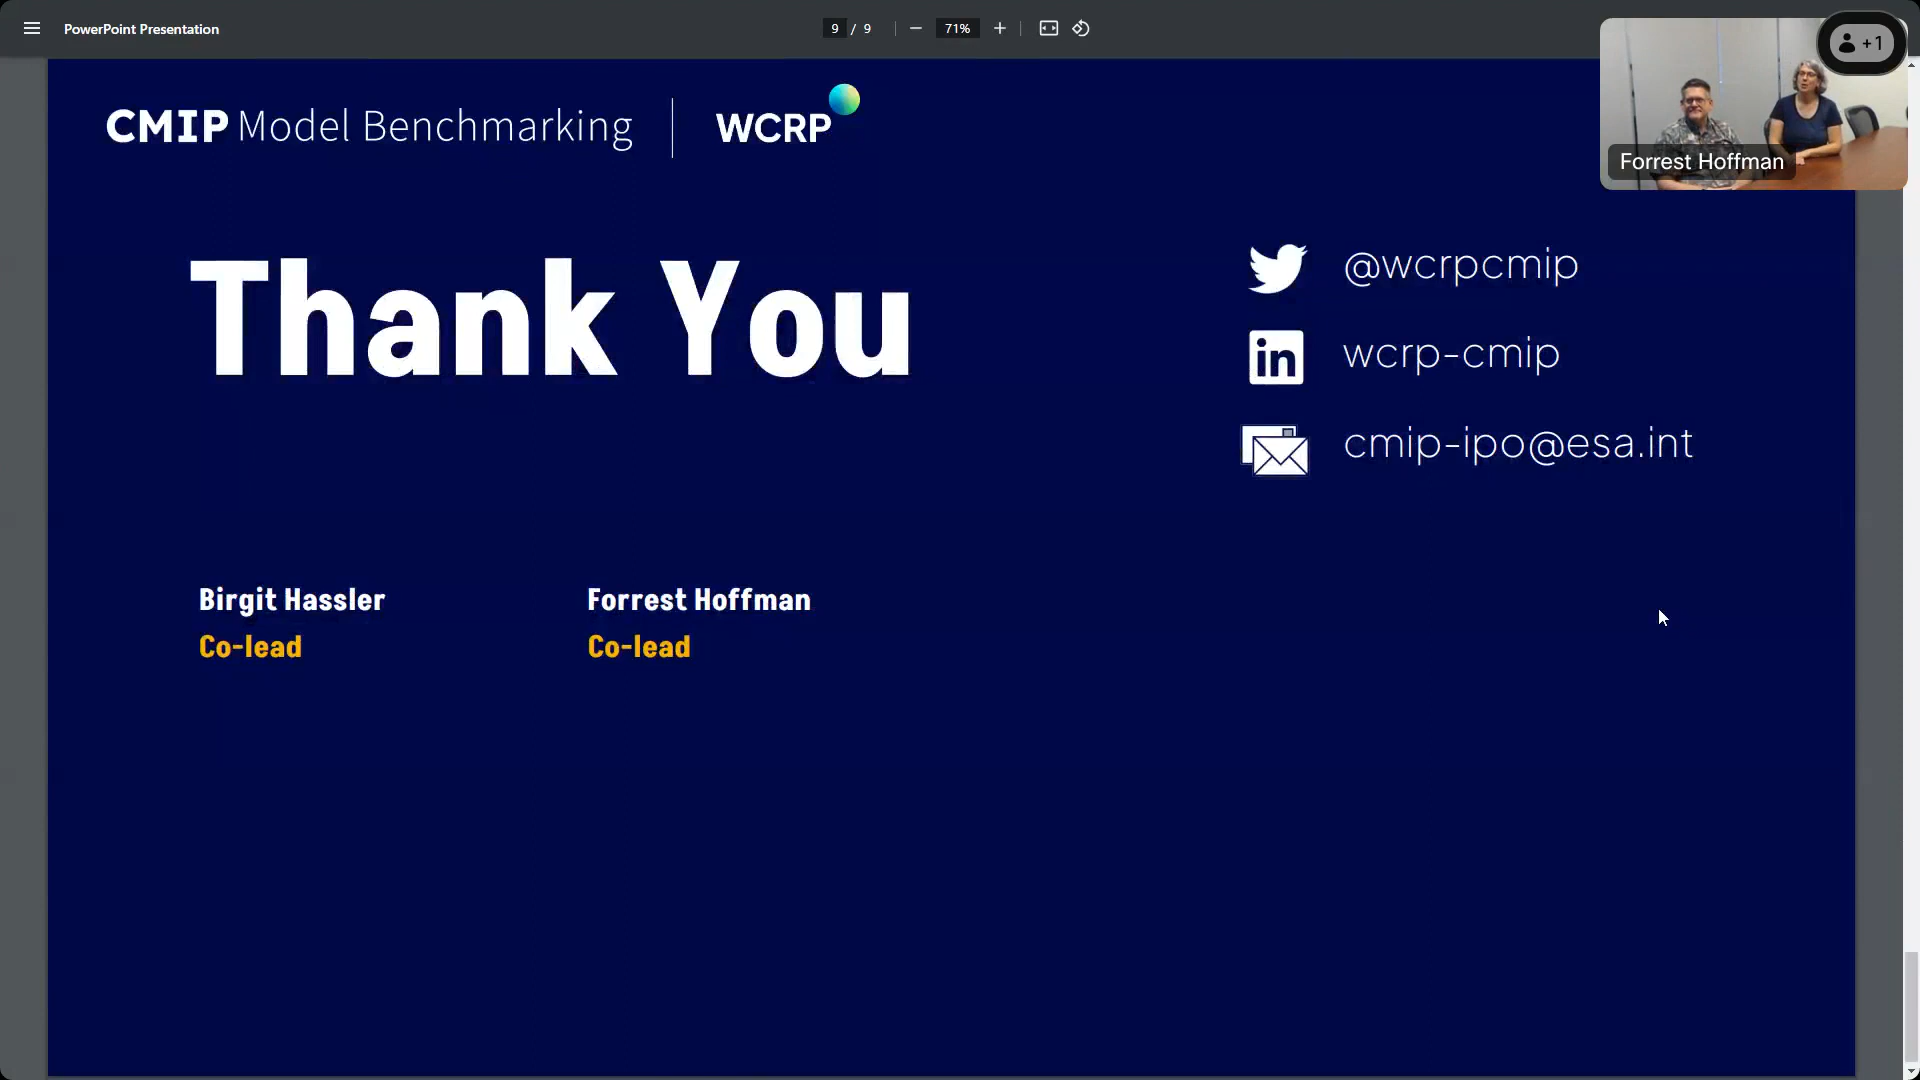 PowerPoint Presentation
9 / 9
71%
+1
CMIP Model Benchmarking
WCRP
Forrest Hoffman
Thank You
@wcrpcmip
in wcrp-cmip
cmip-ipo@esa.int
Birgit Hassler
Co-lead
Forrest Hoffman
Co-lead